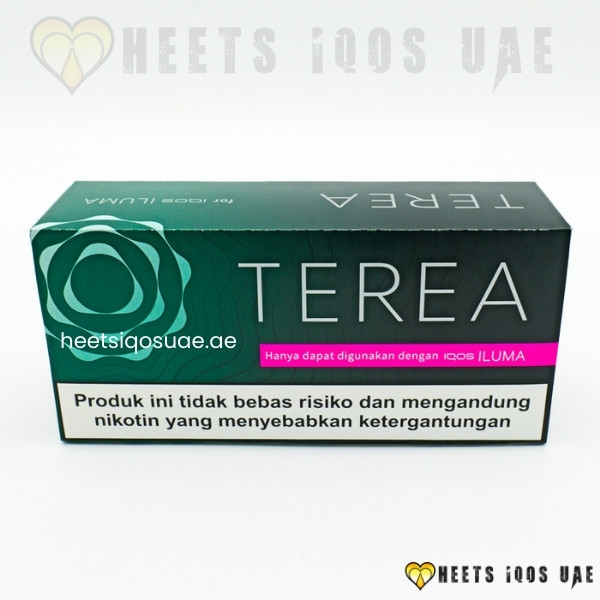 HEETS iQOS UAE
for IQOS ILUMA
TEREA
TEREA
heetsiqosuae.ae
Hanya dapat digunakan dengan IQOS ILUMA
Produk ini tidak bebas risiko dan mengandung
nikotin yang menyebabkan ketergantungan
HEETS iQOS UAE